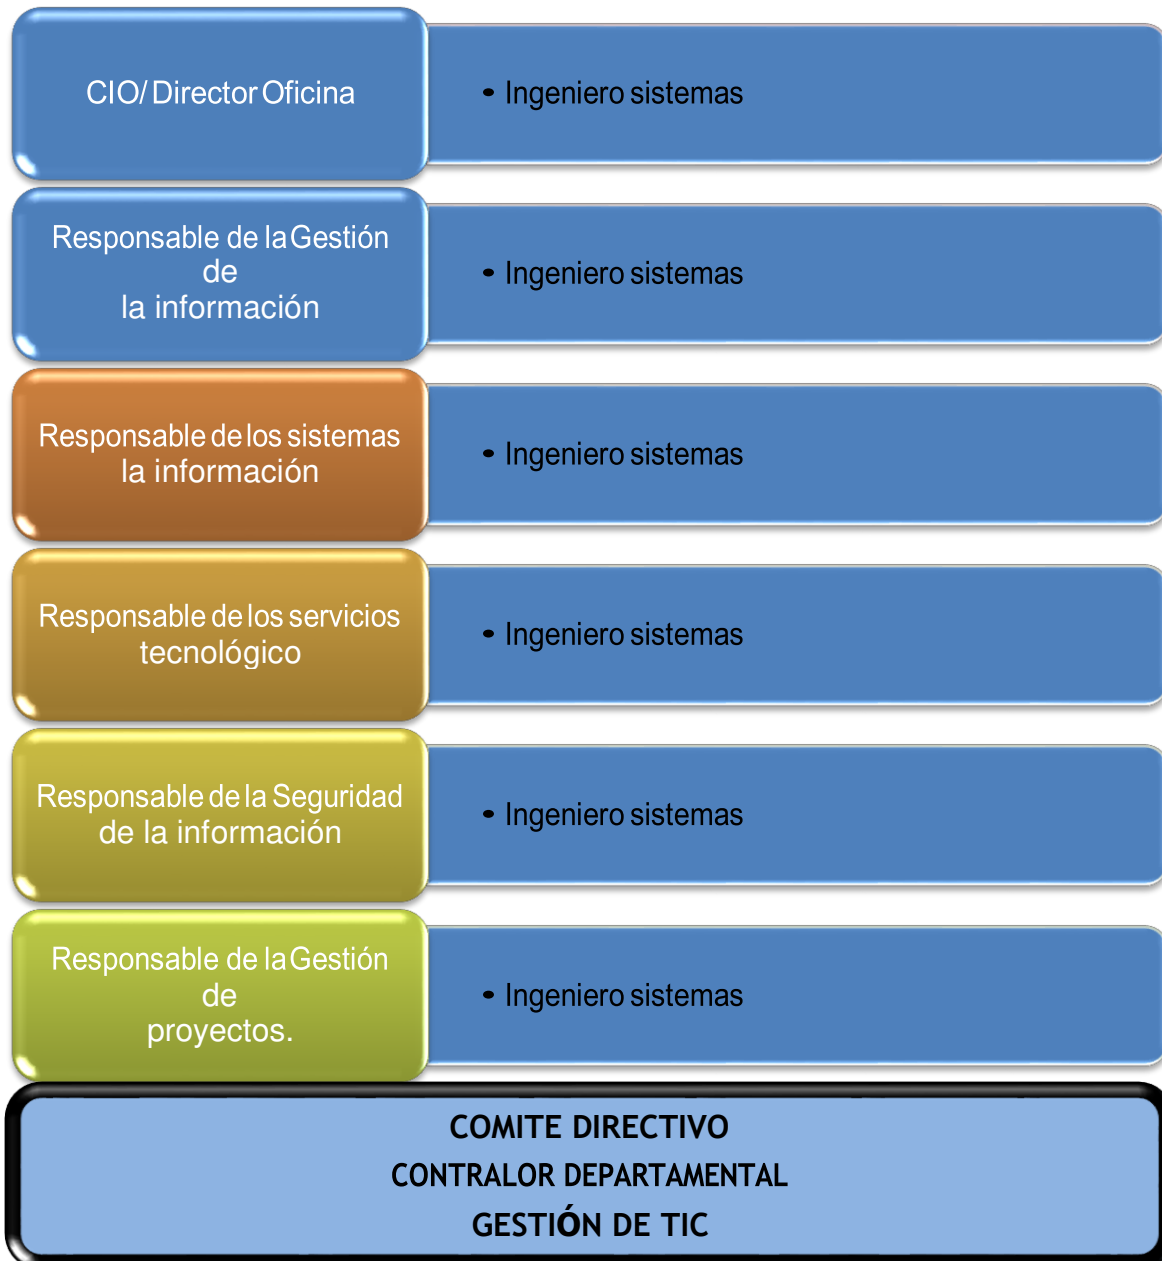 CIO/ Director Oficina
• Ingeniero sistemas
Responsable de la Gestión
de
la información
• Ingeniero sistemas
Responsable de los sistemas
la información
• Ingeniero sistemas
Responsable de los servicios
tecnológico
• Ingeniero sistemas
Responsable de la Seguridad
de la información
• Ingeniero sistemas
Responsable de la Gestión
de
proyectos.
• Ingeniero sistemas
COMITE DIRECTIVO
CONTRALOR DEPARTAMENTAL
GESTIÓN DE TIC